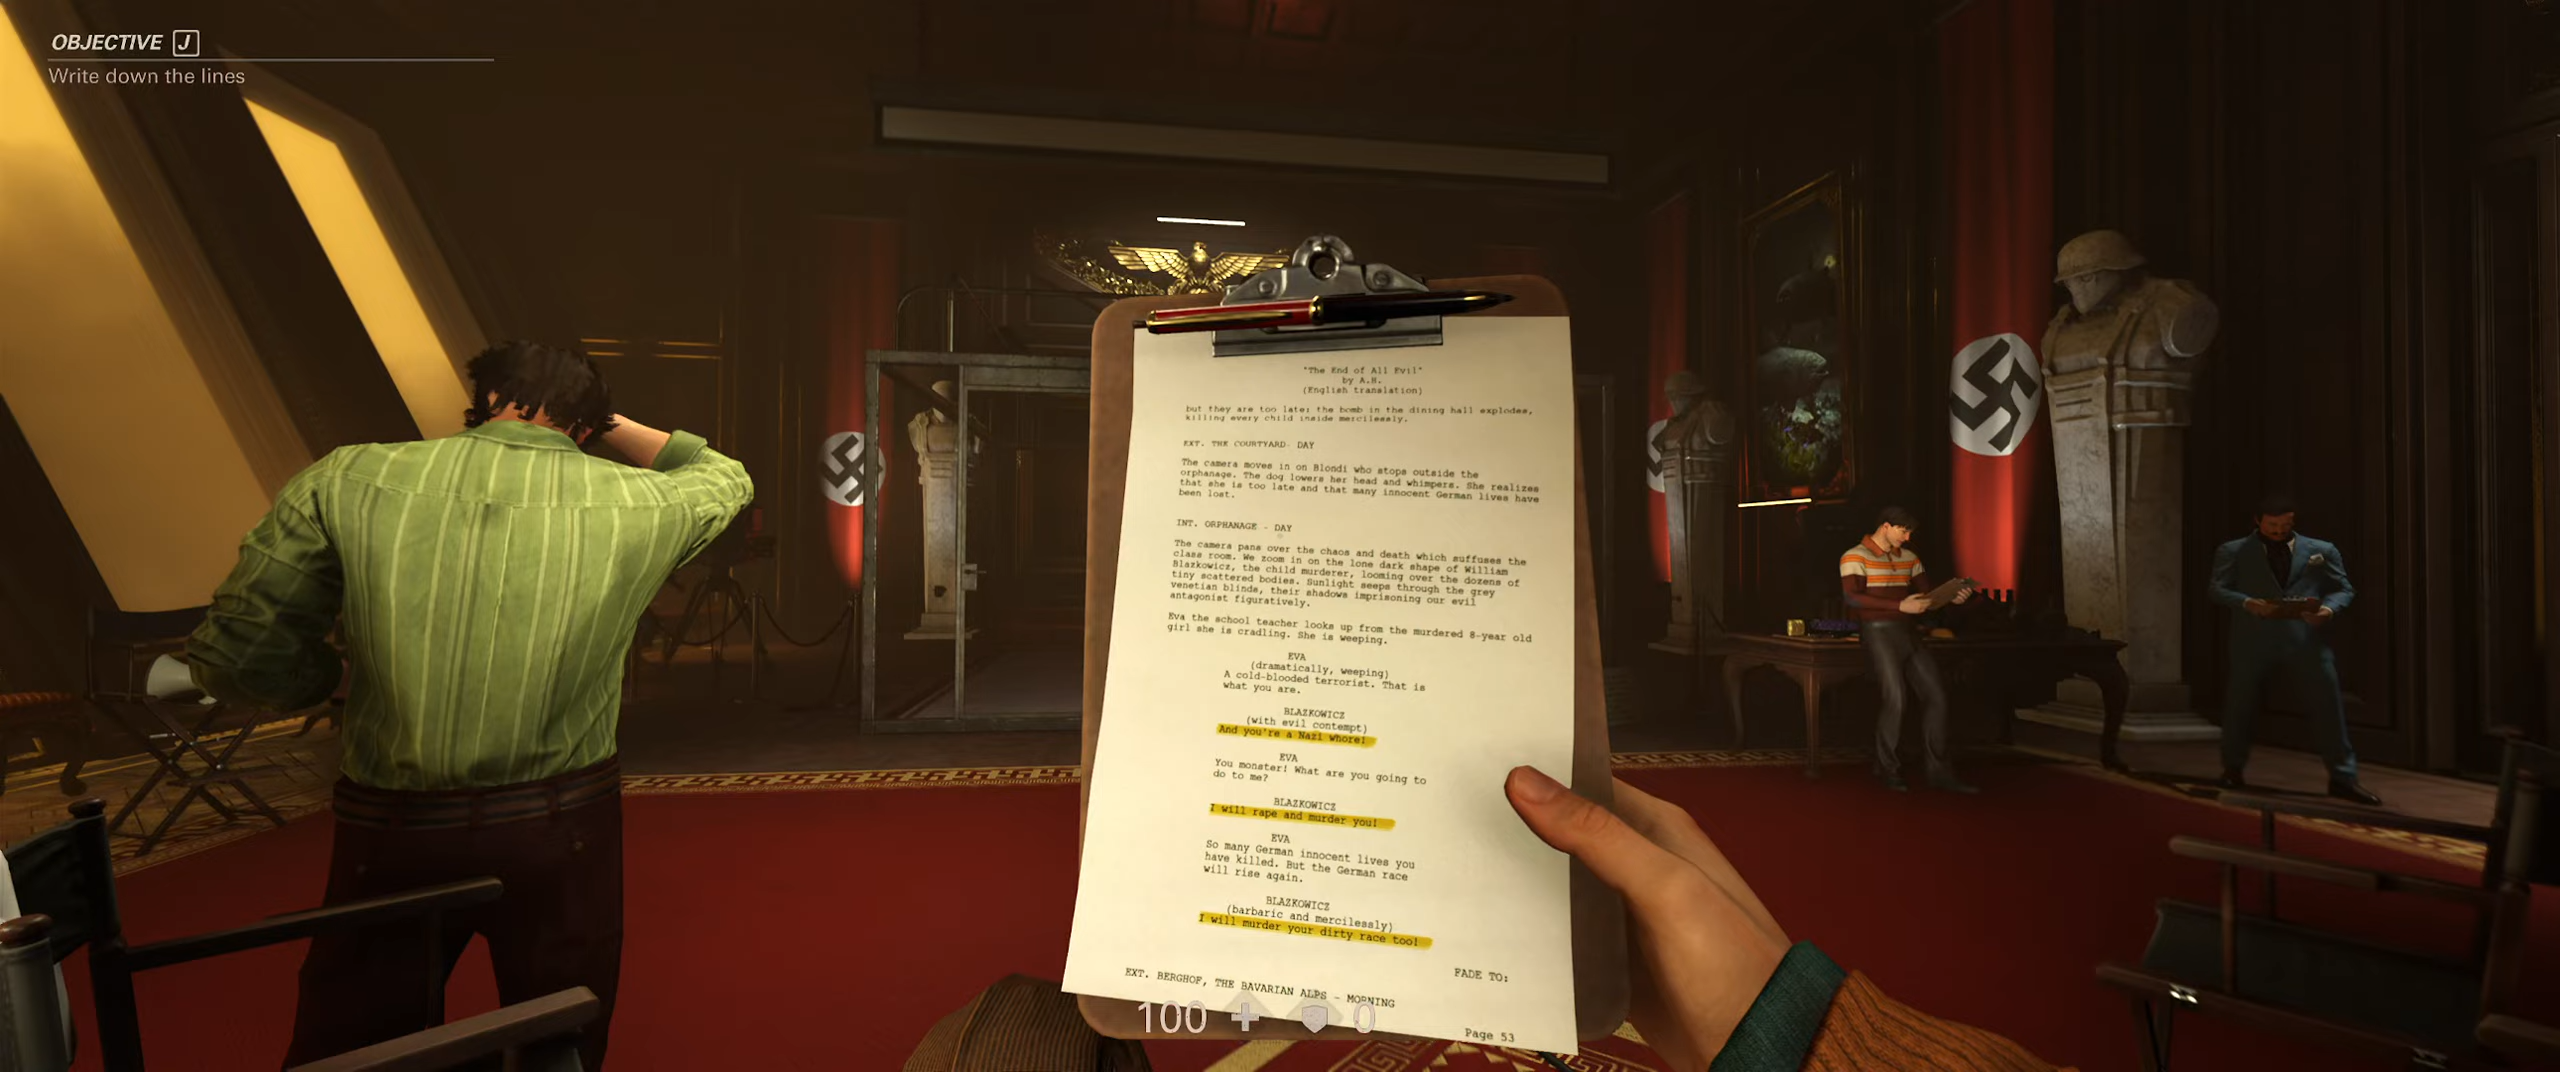 OBJECTIVE J
Write down the lines
"The End of All Evil"
by A.H.
(English translation)
but they are too late: the bomb in the dining hall explodes,
killing every child inside mercilessly.
EXT. THE COURTYARD- DAY
The camera moves in on Blondi who stops outside the
orphanage. The dog lowers her head and whimpers. She realizes
that she is too late and that many innocent German lives have
been lost.
INT. ORPHANAGE - DAY
The camera pans over the chaos and death which suffuses the
class room. We zoom in on the lone dark shape of William
Blazkowicz, the child murderer, looming over the dozens of
tiny scattered bodies. Sunlight seeps through the grey
venetian blinds, their shadows imprisoning our evil
antagonist figuratively.
Eva the school teacher looks up from the murdered 8-year old
girl she is cradling. She is weeping.
EVA
(dramatically, weeping)
A cold-blooded terrorist. That is
what you are.
BLAZKOWICZ
(with evil contempt)
And you're a Nazi whore!
EVA
You monster! What are you going to
do to me?
BLAZKOWICZ
I will rape and murder you!
EVA
So many German innocent lives you
have killed. But the German race
will rise again.
BLAZKOWICZ
(barbaric and mercilessly)
I will murder your dirty race too!
FADE TO:
EXT. BERGHOF, THE BAVARIAN ALPS - MORNING
Page 53
100 0